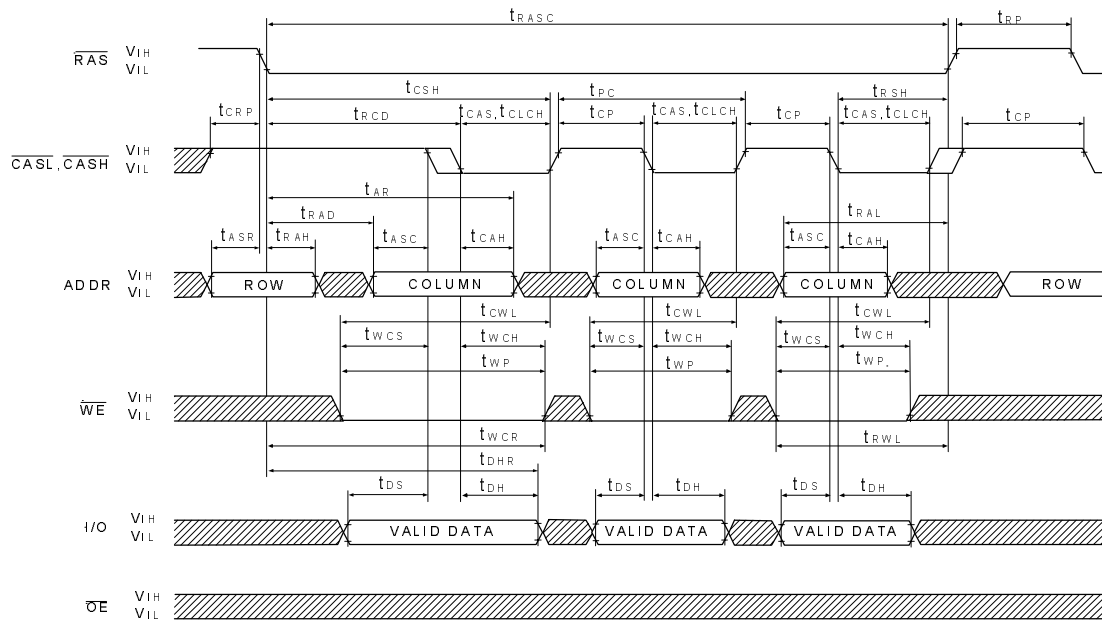 tRASC tRP
RAS VIH
VIL
tCSH tPC tRSH
tCRP tRCD tCAS,tCLCH tCP tCAS,tCLCH tCP tCAS,tCLCH tCP
CASL,CASH VIH
VIL
tAR
tRAD tRAL
tASR tRAH tASC tCAH tASC tCAH tASC tCAH
ADDR VIH
VIL
ROW COLUMN COLUMN COLUMN ROW
tCWL tCWL tCWL
tWCS tWCH tWCS tWCH tWCS tWCH
tWP tWP tWP.
WE VIH
VIL
tWCR tRWL
tDHR
tDS tDH tDS tDH tDS tDH
I/O VIH
VIL
VALID DATA VALID DATA VALID DATA
OE VIH
VIL